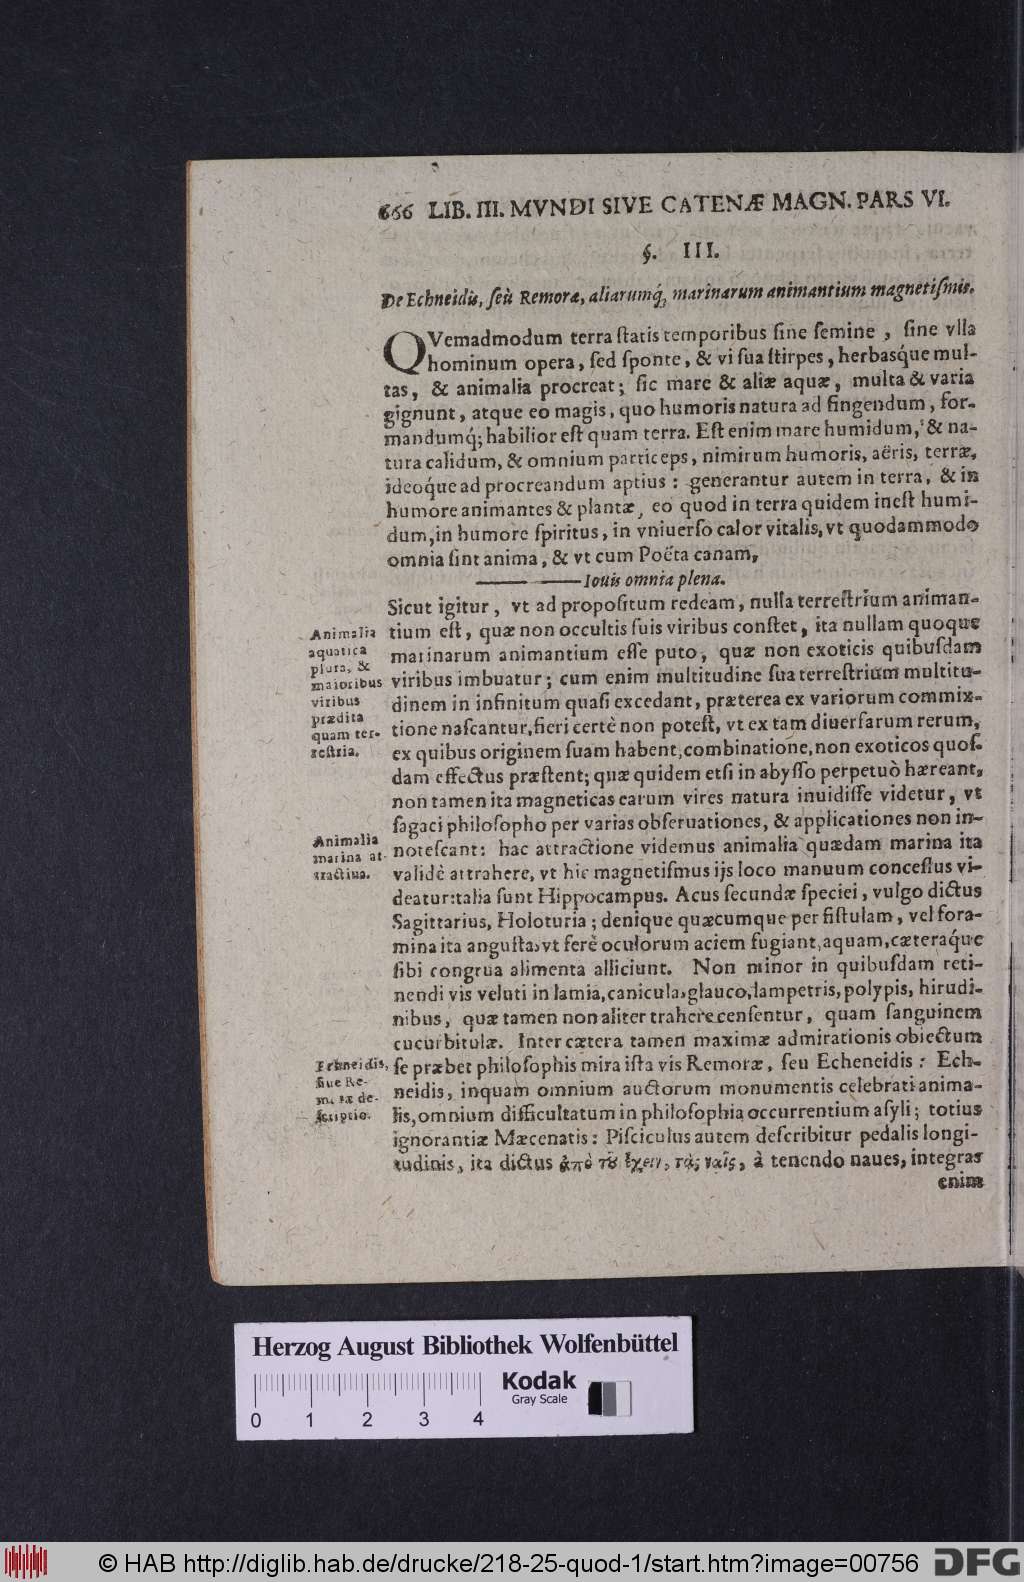 666 LIB. III. MVNDI SIVE CATENÆ MAGN. PARS VI.
§. III.
De Echneidis, ſeù Remoræ, aliarumq́, marinarum animantium magnetiſmis.
QVemadmodum terra ſtatis temporibus ſine ſemine, ſine vlla
hominum opera, ſed ſponte, & vi ſua ſtirpes, herbasq́ue mul-
tas, & animalia procreat; ſic mare & aliæ aquæ, multa & varia
gignunt, atque eo magis, quo humoris natura ad fingendum, for-
mandumq́; habilior eſt quam terra. Eſt enim mare humidum, & na-
tura calidum, & omnium particeps, nimirum humoris, aëris, terræ,
ideoq́ue ad procreandum aptius: generantur autem in terra, & in
humore animantes & plantæ, eo quod in terra quidem ineſt humi-
dum, in humore ſpiritus, in vniuerſo calor vitalis, vt quodammodo
omnia ſint anima, & vt cum Poëta canam,
—— —— Iouis omnia plena.
Sicut igitur, vt ad propoſitum redeam, nulla terreſtrium animan-
tium eſt, quæ non occultis ſuis viribus conſtet, ita nullam quoque
marinarum animantium eſſe puto, quæ non exoticis quibuſdam
viribus imbuatur; cum enim multitudine ſua terreſtrium multitu-
dinem in infinitum quaſi excedant, præterea ex variorum commix-
tione naſcantur, fieri certè non poteſt, vt ex tam diuerſarum rerum,
ex quibus originem ſuam habent, combinatione, non exoticos quoſ-
dam effectus præſtent; quæ quidem etſi in abyſſo perpetuò hæreant,
non tamen ita magneticas earum vires natura inuidiſſe videtur, vt
ſagaci philoſopho per varias obſeruationes, & applicationes non in-
noteſcant: hac attractione videmus animalia quædam marina ita
validè attrahere, vt hic magnetiſmus ijs loco manuum conceſſus vi-
deatur: talia ſunt Hippocampus. Acus ſecundæ ſpeciei, vulgo dictus
Sagittarius, Holoturia; denique quæcumque per fiſtulam, vel fora-
mina ita anguſta, vt ferè oculorum aciem fugiant, aquam, cæteraq́ue
ſibi congrua alimenta alliciunt. Non minor in quibuſdam reti-
nendi vis veluti in lamia, canicula, glauco, lampetris, polypis, hirudi-
nibus, quæ tamen non aliter trahere cenſentur, quam ſanguinem
cucurbitulæ. Inter cætera tamen maximæ admirationis obiectum
ſe præbet philoſophis mira iſta vis Remoræ, ſeu Echeneidis: Ech-
neidis, inquam omnium auctorum monumentis celebrati anima-
lis, omnium difficultatum in philoſophia occurrentium aſyli; totius
ignorantiæ Mæcenatis: Piſciculus autem deſcribitur pedalis longi-
tudinis, ita dictus ἀπὸ τοῦ ἔχειν, τὰς ναῦς, à tenendo naues, integras
enim
Animalia
aquatica
plura, &
maioribus
viribus
prædita
quam ter-
reſtria.
Animalia
marina at-
tractiua.
Echneidis,
ſiue Re-
moræ de-
ſcriptio.
Herzog August Bibliothek Wolfenbüttel
Kodak
Gray Scale
0 1 2 3 4
© HAB http://diglib.hab.de/drucke/218-25-quod-1/start.htm?image=00756
DFG